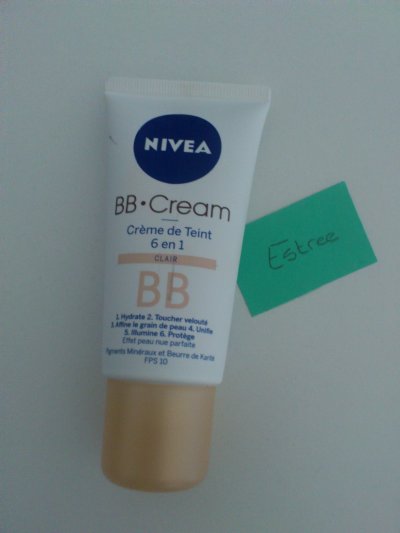 NIVEA
BB•Cream
Crème de Teint
6 en 1
CLAIR
BB
1. Hydrate 2. Toucher velouté
3. Affine le grain de peau 4. Unifie
5. Illumine 6. Protège
Effet peau nue parfaite
Pigments Minéraux et Beurre de Karité
FPS 10
Estree